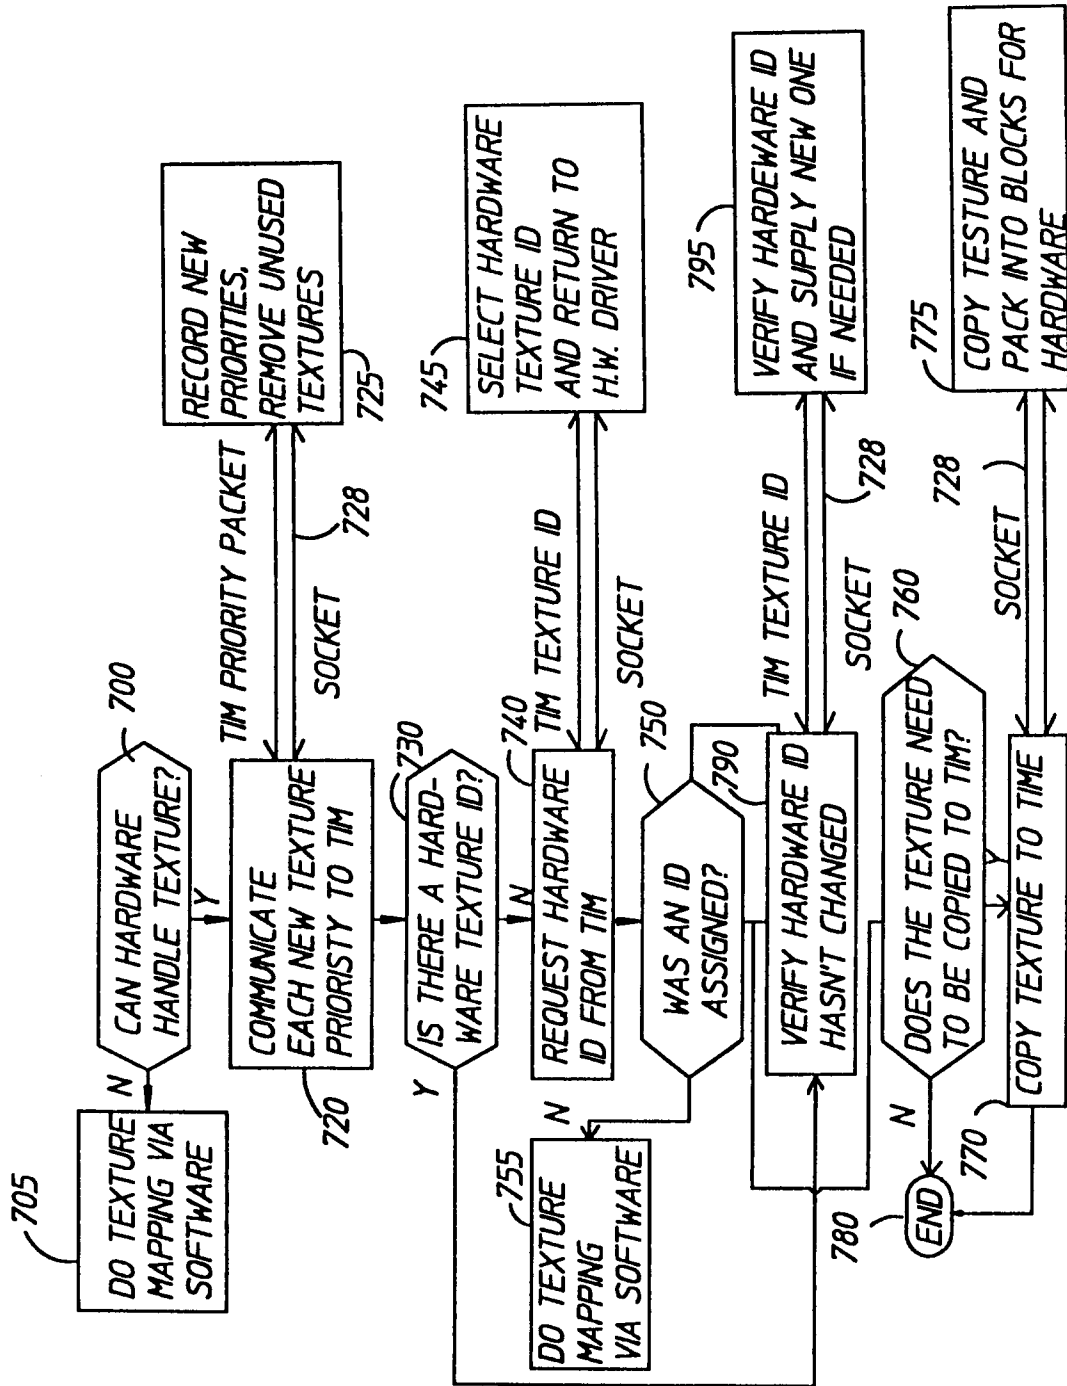 700
CAN HARDWARE
HANDLE TEXTURE?
N
Y
705
DO TEXTURE
MAPPING VIA
SOFTWARE
COMMUNICATE
EACH NEW TEXTURE
PRIORISTY TO TIM
720
TIM PRIORITY PACKET
SOCKET
728
RECORD NEW
PRIORITIES,
REMOVE UNUSED
TEXTURES
725
730
IS THERE A HARD-
WARE TEXTURE ID?
Y
N
740
REQUEST HARDWARE
ID FROM TIM
TIM TEXTURE ID
SOCKET
745
SELECT HARDWARE
TEXTURE ID
AND RETURN TO
H.W. DRIVER
750
WAS AN ID
ASSIGNED?
N
755
DO TEXTURE
MAPPING
VIA SOFTWARE
790
VERIFY HARDWARE ID
HASN'T CHANGED
TIM TEXTURE ID
SOCKET
728
795
VERIFY HARDEWARE ID
AND SUPPLY NEW ONE
IF NEEDED
760
DOES THE TEXTURE NEED
TO BE COPIED TO TIM?
N
Y
780
END
770
COPY TEXTURE TO TIME
SOCKET
728
775
COPY TESTURE AND
PACK INTO BLOCKS FOR
HARDWARE